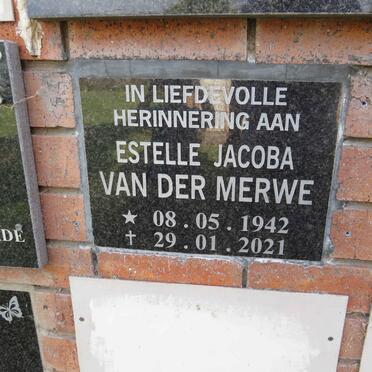 IN LIEFDEVOLLE
HERINNERING AAN
ESTELLE JACOBA
VAN DER MERWE
★ 08.05.1942
✝ 29.01.2021